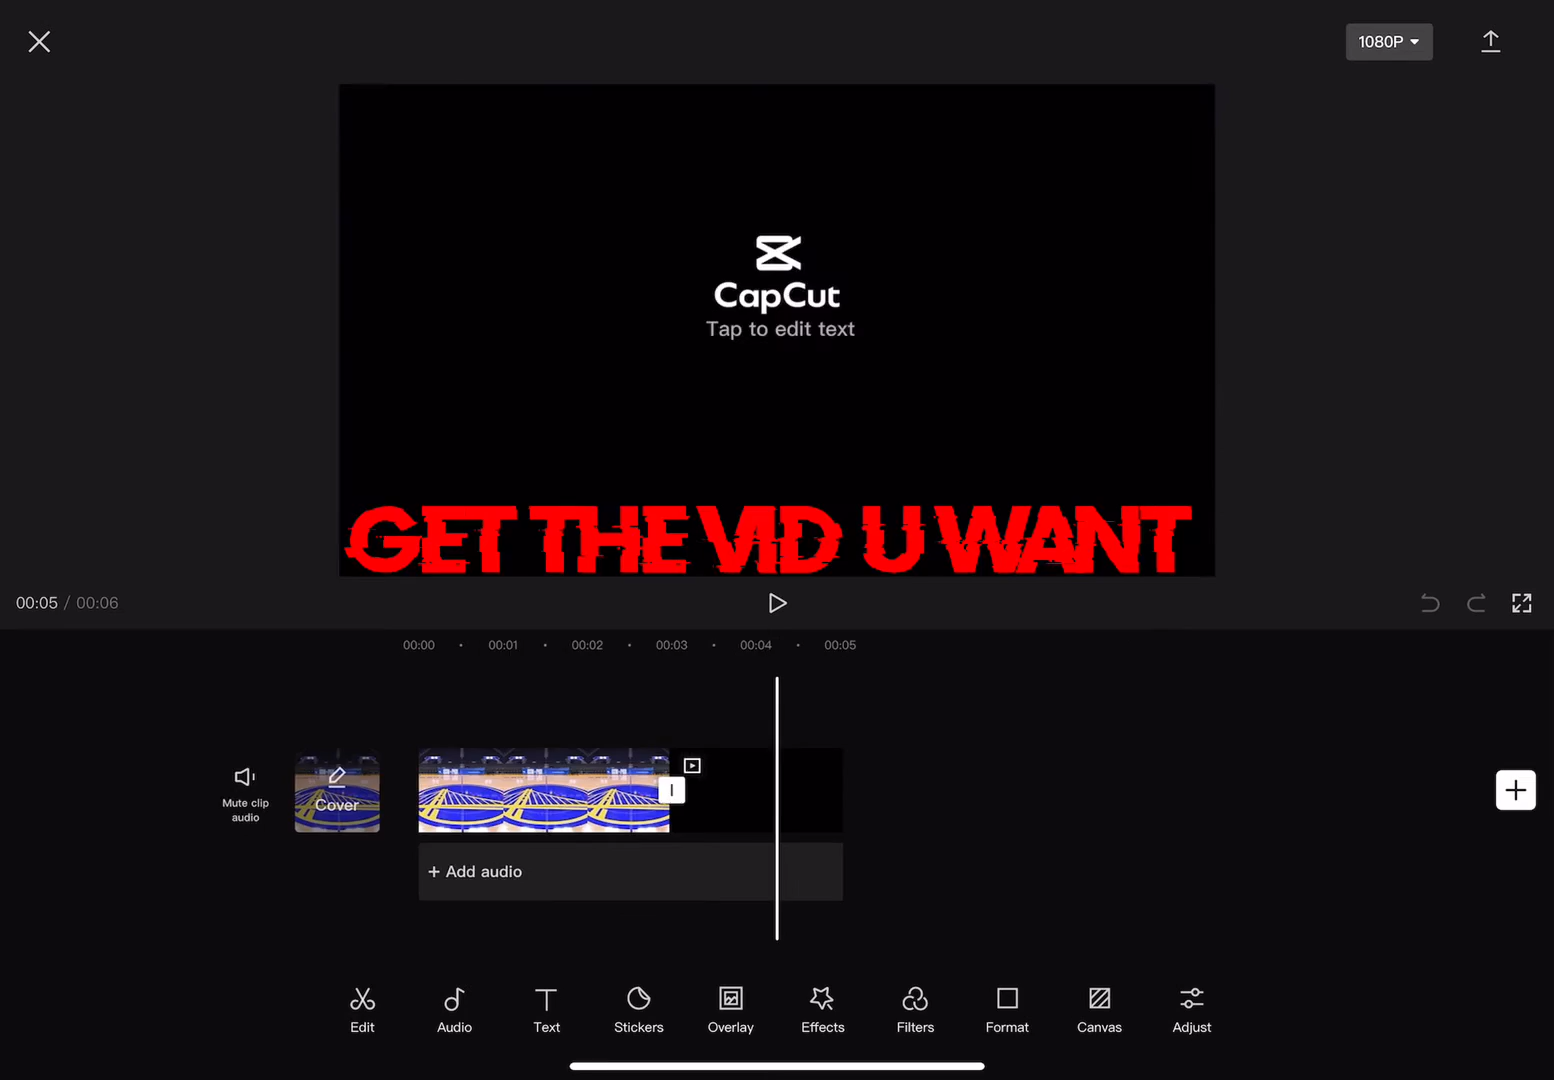 1080P
CapCut
Tap to edit text
GET THE VID U WANT
00:05 / 00:06
00:00 00:01 00:02 00:03 00:04 00:05
Mute clip
audio
Cover
+ Add audio
Edit Audio Text Stickers Overlay Effects Filters Format Canvas Adjust